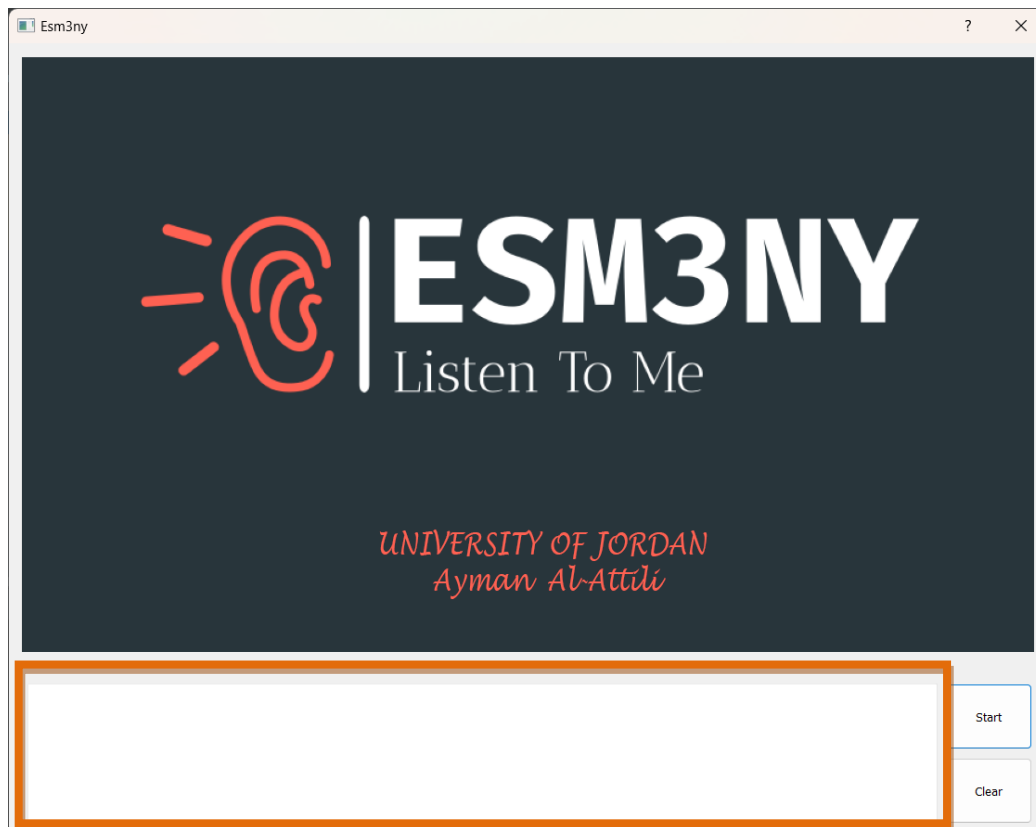 Esm3ny ?
ESM3NY
Listen To Me
UNIVERSITY OF JORDAN
Ayman Al-Attili
Start
Clear